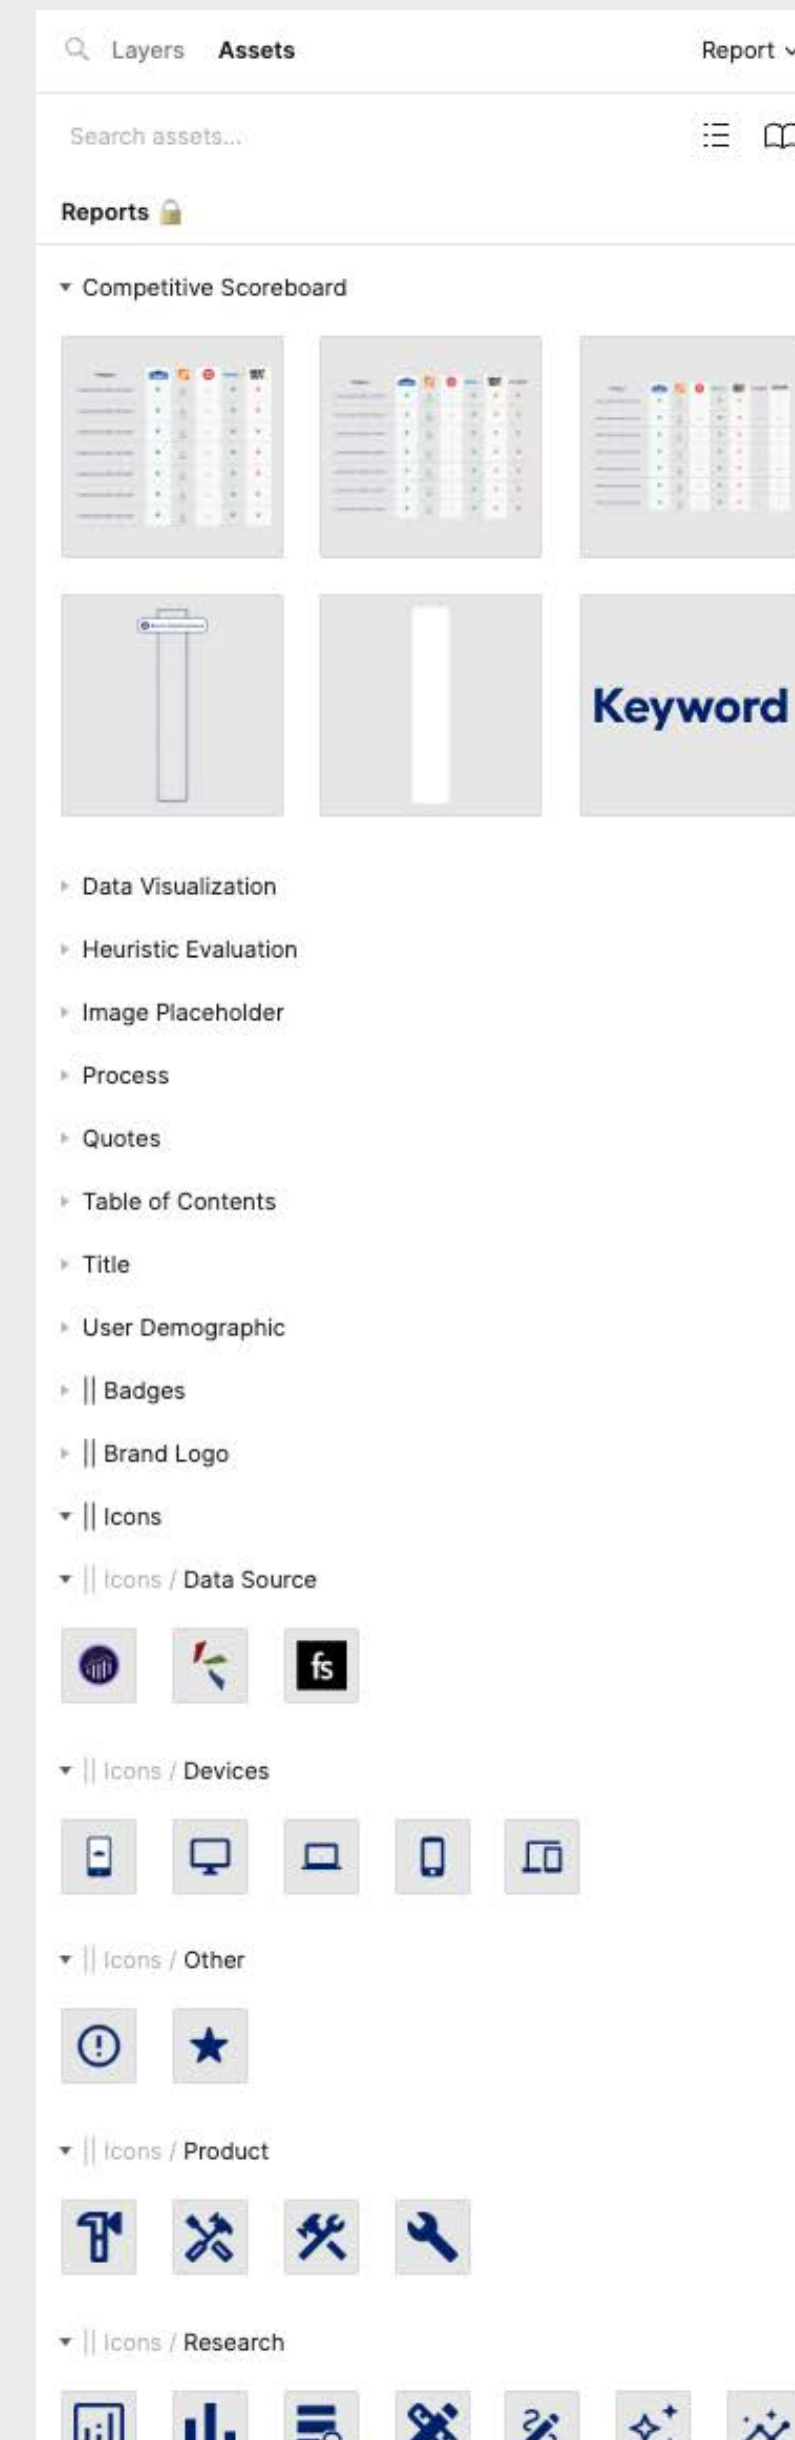 Layers Assets Report
Search assets...
Reports
Competitive Scoreboard
Keyword
Data Visualization
Heuristic Evaluation
Image Placeholder
Process
Quotes
Table of Contents
Title
User Demographic
|| Badges
|| Brand Logo
|| Icons
|| Icons / Data Source
fs
|| Icons / Devices
|| Icons / Other
|| Icons / Product
|| Icons / Research